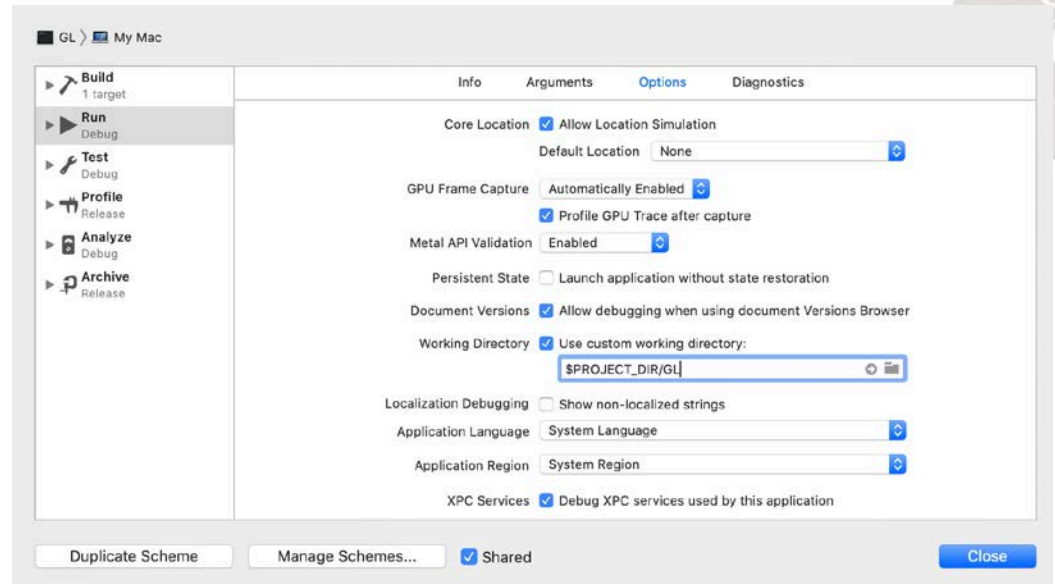 GL 〉 My Mac
Build
1 target
Run
Debug
Test
Debug
Profile
Release
Analyze
Debug
Archive
Release
Info Arguments Options Diagnostics
Core Location Allow Location Simulation
Default Location None
GPU Frame Capture Automatically Enabled
Profile GPU Trace after capture
Metal API Validation Enabled
Persistent State Launch application without state restoration
Document Versions Allow debugging when using document Versions Browser
Working Directory Use custom working directory:
$PROJECT_DIR/GL
Localization Debugging Show non-localized strings
Application Language System Language
Application Region System Region
XPC Services Debug XPC services used by this application
Duplicate Scheme Manage Schemes... Shared Close